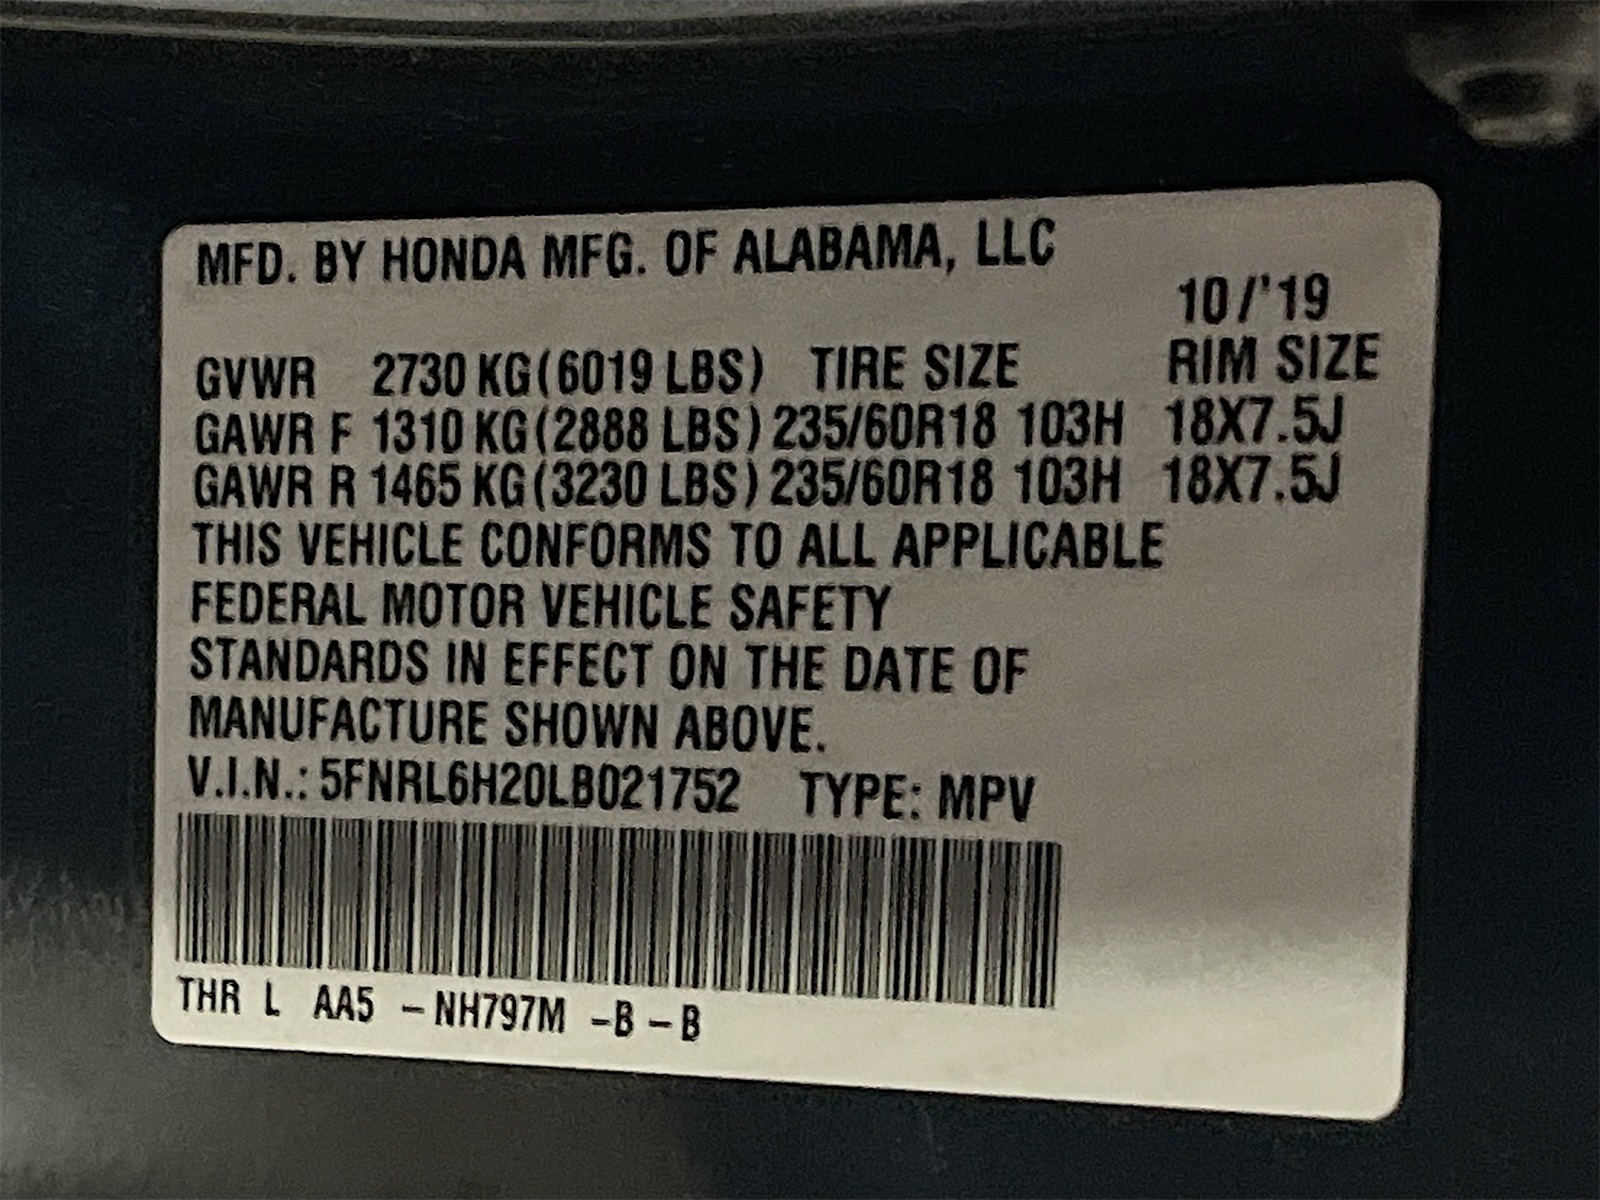 MFD. BY HONDA MFG. OF ALABAMA, LLC
10/'19
GVWR 2730 KG(6019 LBS) TIRE SIZE RIM SIZE
GAWR F 1310 KG(2888 LBS) 235/60R18 103H 18X7.5J
GAWR R 1465 KG(3230 LBS) 235/60R18 103H 18X7.5J
THIS VEHICLE CONFORMS TO ALL APPLICABLE
FEDERAL MOTOR VEHICLE SAFETY
STANDARDS IN EFFECT ON THE DATE OF
MANUFACTURE SHOWN ABOVE.
V.I.N.: 5FNRL6H20LB021752 TYPE: MPV
THR L AA5 –NH797M –B –B